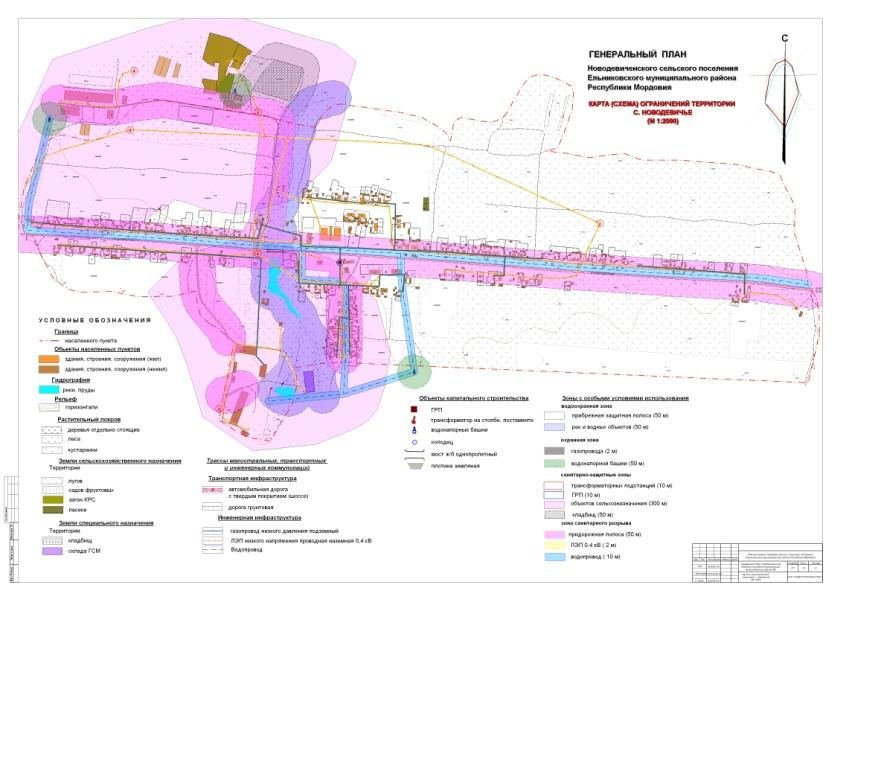 С
ГЕНЕРАЛЬНЫЙ ПЛАН
Новодевиченского сельского поселения
Ельниковского муниципального района
Республики Мордовия
КАРТА (СХЕМА) ОГРАНИЧЕНИЙ ТЕРРИТОРИИ
С. НОВОДЕВИЧЬЕ
(М 1:2000)
УСЛОВНЫЕ ОБОЗНАЧЕНИЯ
Граница
населенного пункта
Объекты населенных пунктов
здания, строения, сооружения (жил)
здания, строения, сооружения (нежил)
Гидрография
реки, пруды
Рельеф
горизонтали
Растительный покров
деревья отдельно-стоящие
леса
кустарники
Земли сельскохозяйственного назначения
Территории
лугов
садов фруктовых
загон КРС
пасеки
Земли специального назначения
Территории
кладбищ
склада ГСМ
Трассы магистральных, транспортных
и инженерных коммуникаций
Транспортная инфраструктура
автомобильная дорога
с твердым покрытием (шоссе)
дорога грунтовая
Инженерная инфраструктура
газопровод низкого давления подземный
ЛЭП низкого напряжения проводная наземная 0,4 кВ
Водопровод
Объекты капитального строительства
ГРП
трансформатор на столбе, постаменте
водонапорные башни
колодец
мост ж/б однопролитный
плотина земляная
Зоны с особыми условиями использования
водоохранная зона
прибрежная защитная полоса (50 м)
рек и водных объектов (50 м)
охранная зона
газопровода (2 м)
водонапорной башни (50 м)
санитарно-защитные зоны
трансформаторных подстанций (10 м)
ГРП (10 м)
объектов сельхозназначения (300 м)
кладбищ (50 м)
зона санитарного разрыва
придорожная полоса (50 м)
ЛЭП 0,4 кВ ( 2 м)
водопровод ( 10 м)